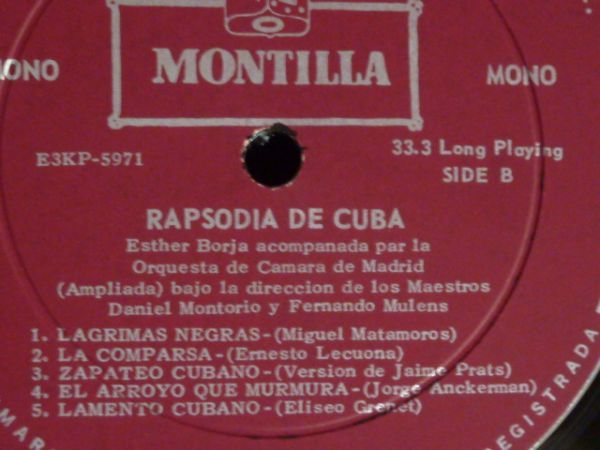 MONTILLA
MONO
E3KP-5971
33.3 Long Playing
SIDE B
RAPSODIA DE CUBA
Esther Borja acompanada par la
Orquesta de Camara de Madrid
(Ampliada) bajo la direccion de los Maestros
Daniel Montorio y Fernando Mulens
1. LAGRIMAS NEGRAS-(Miguel Matamoros)
2. LA COMPARSA-(Ernesto Lecuona)
3. ZAPATEO CUBANO-(Version de Jaime Prats)
4. EL ARROYO QUE MURMURA-(Jorge Anckerman)
5. LAMENTO CUBANO-(Eliseo Grenet)